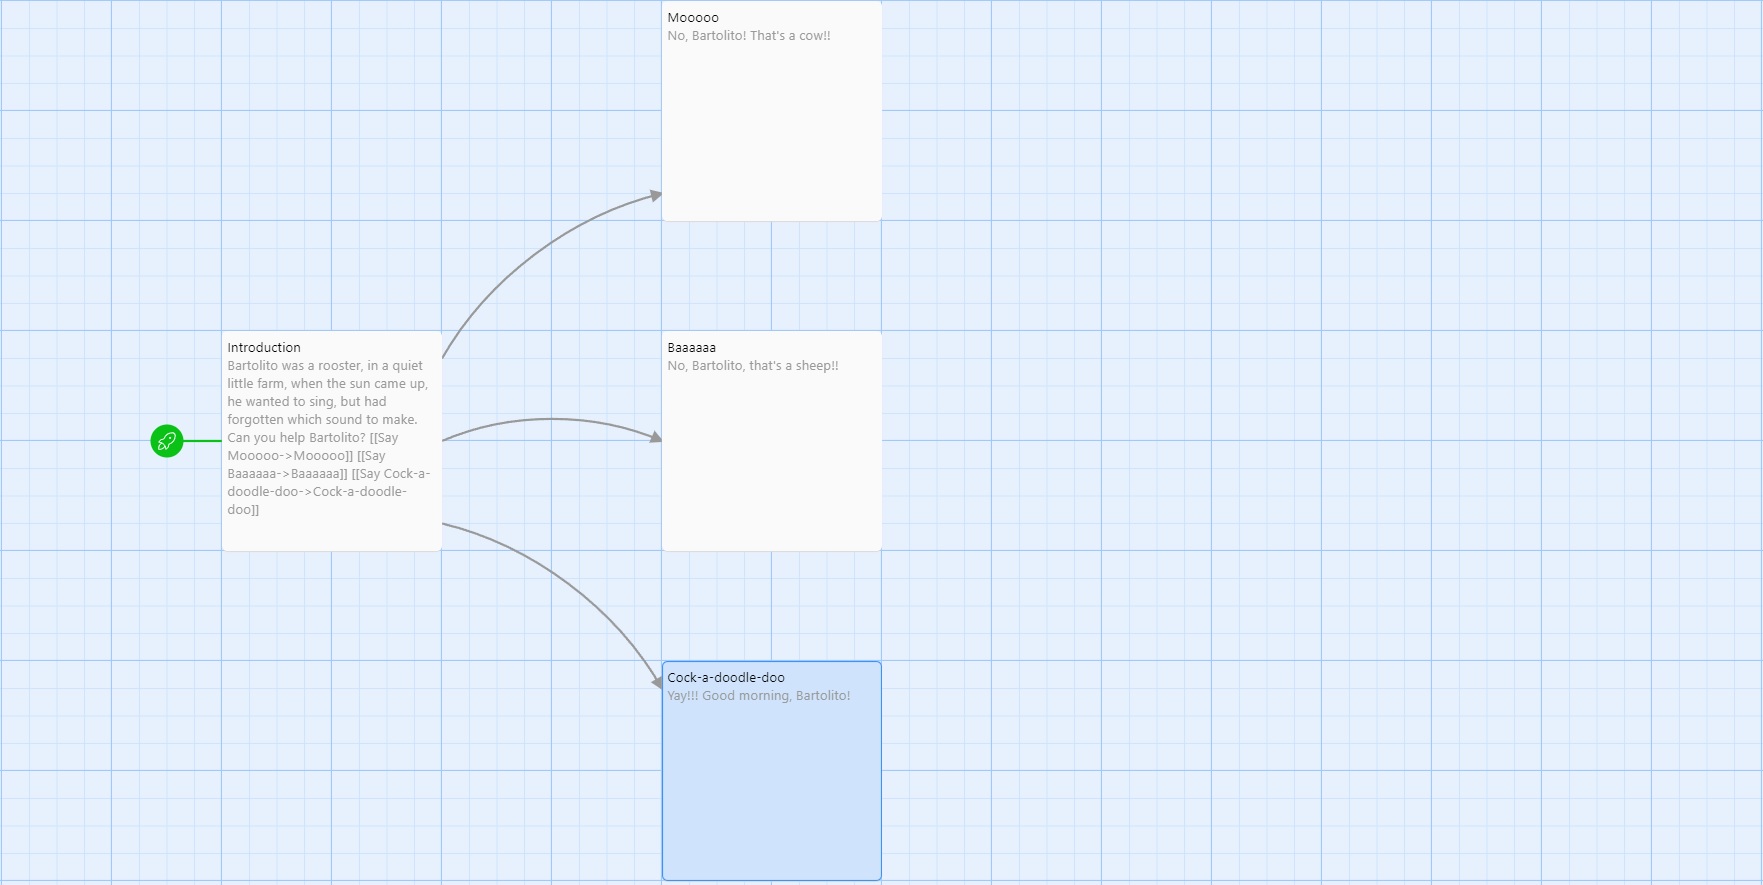 Mooooo
No, Bartolito! That's a cow!!
Introduction
Bartolito was a rooster, in a quiet
little farm, when the sun came up,
he wanted to sing, but had
forgotten which sound to make.
Can you help Bartolito? [[Say
Mooooo->Mooooo]] [[Say
Baaaaaa->Baaaaaa]] [[Say Cock-a-
doodle-doo->Cock-a-doodle-
doo]]
Baaaaaa
No, Bartolito, that's a sheep!!
Cock-a-doodle-doo
Yay!!! Good morning, Bartolito!